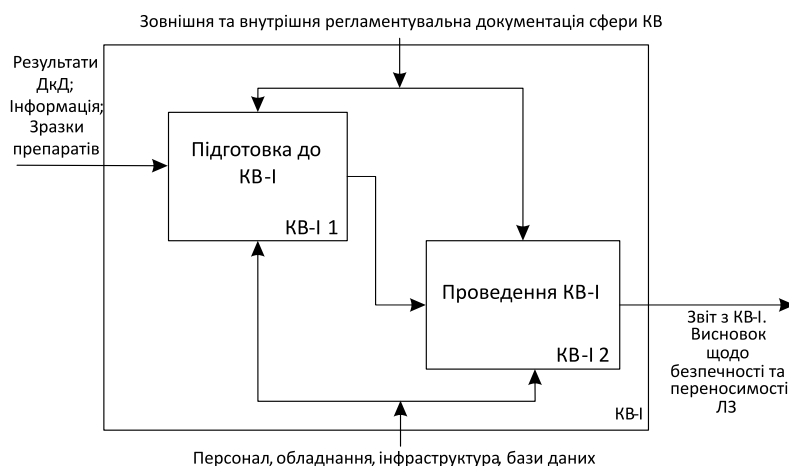 Зовнішня та внутрішня регламентувальна документація сфери КВ
Результати
ДкД;
Інформація;
Зразки
препаратів
Підготовка до
КВ-І
КВ-І 1
Проведення КВ-І
КВ-І 2
Звіт з КВ-І.
Висновок
щодо
безпечності та
переносимості
ЛЗ
КВ-І
Персонал, обладнання, інфраструктура, бази даних